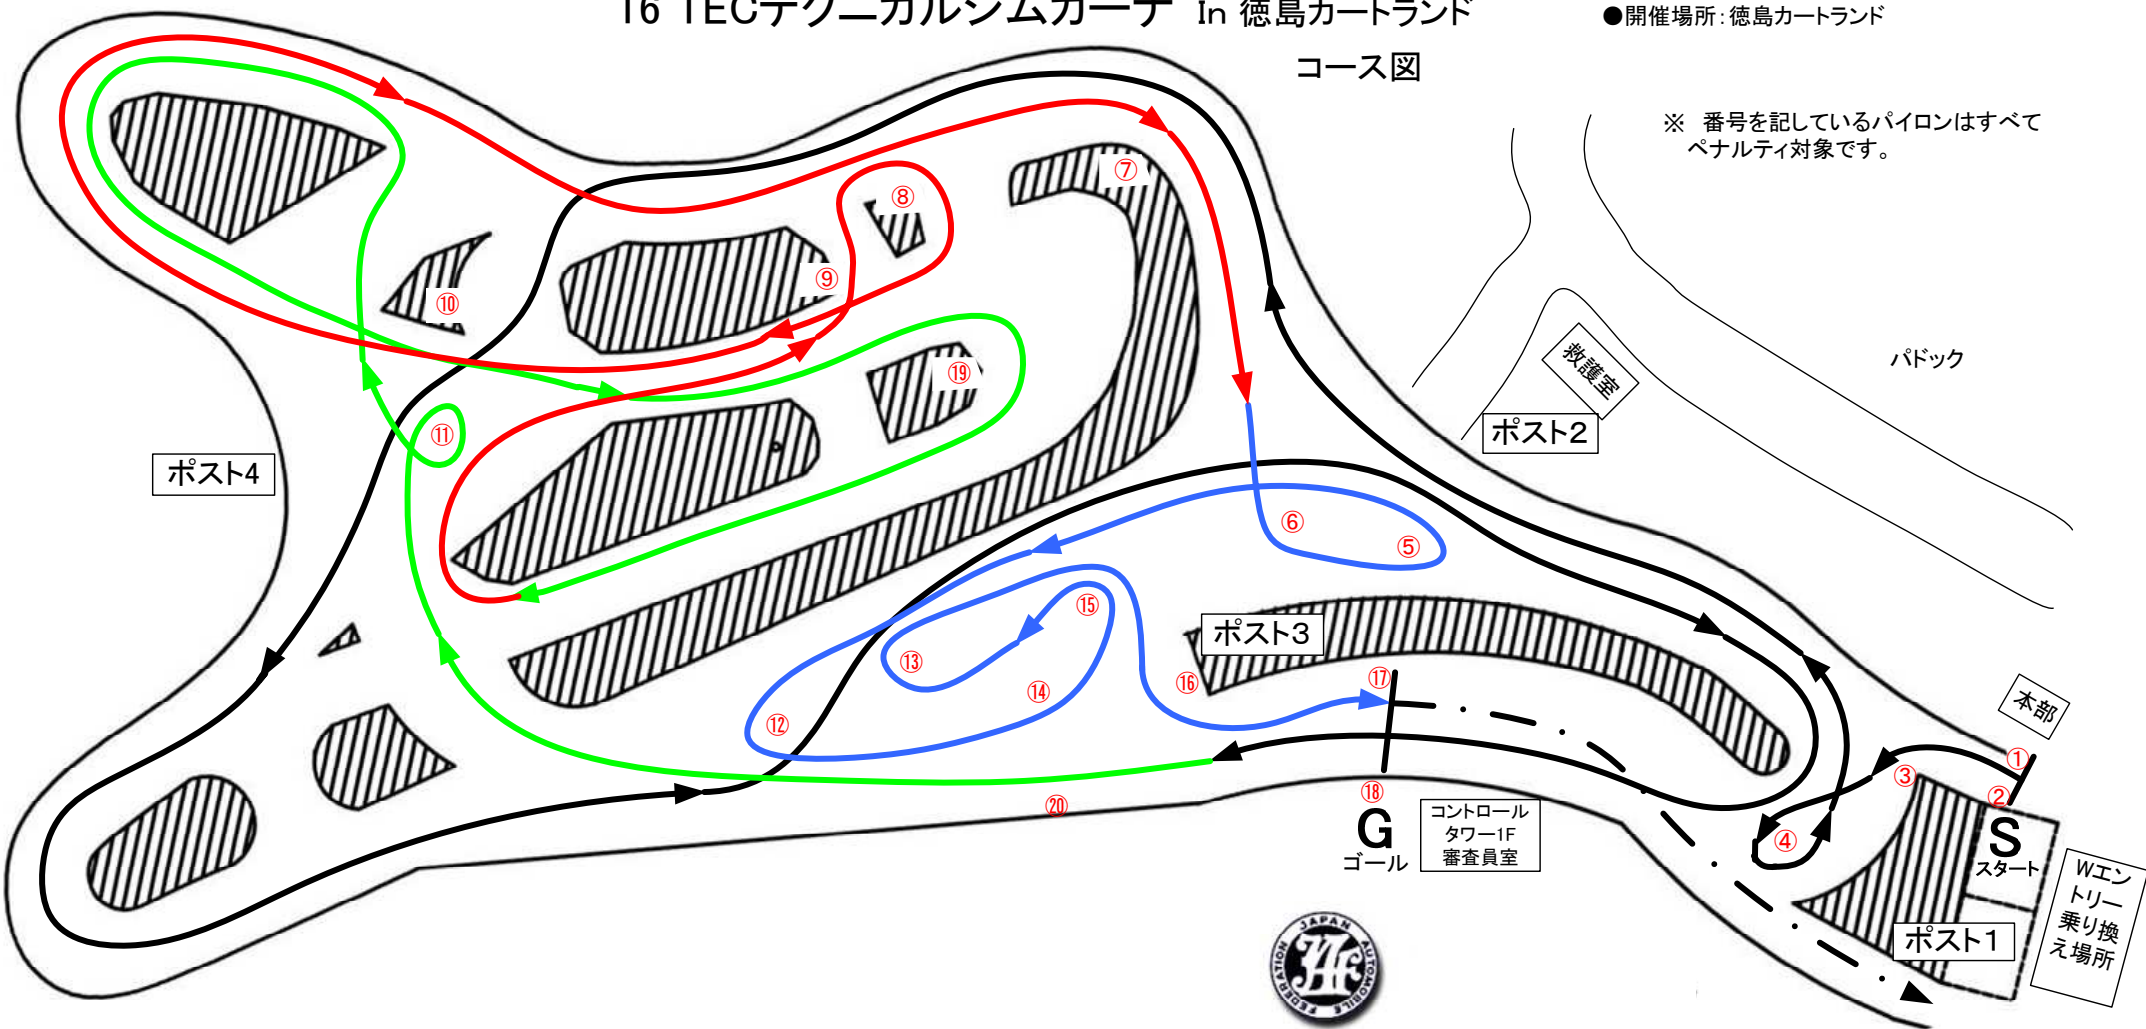 16 TECテクニカルジムカーナ In 徳島カートランド
●開催場所：徳島カートランド
コース図
※ 番号を記しているパイロンはすべて
ペナルティ対象です。
⑦
⑧
⑨
⑩
救護室
パドック
⑲
ポスト2
⑪
ポスト4
⑥
⑤
⑮
ポスト3
⑬
⑯
⑰
⑭
本部
⑫
①
③
②
⑱
⑳
G
ゴール
コントロール
タワー1F
審査員室
④
S
スタート
Wエン
トリー
乗り換
え場所
ポスト1
JAPAN AUTOMOBILE FEDERATION
JAF